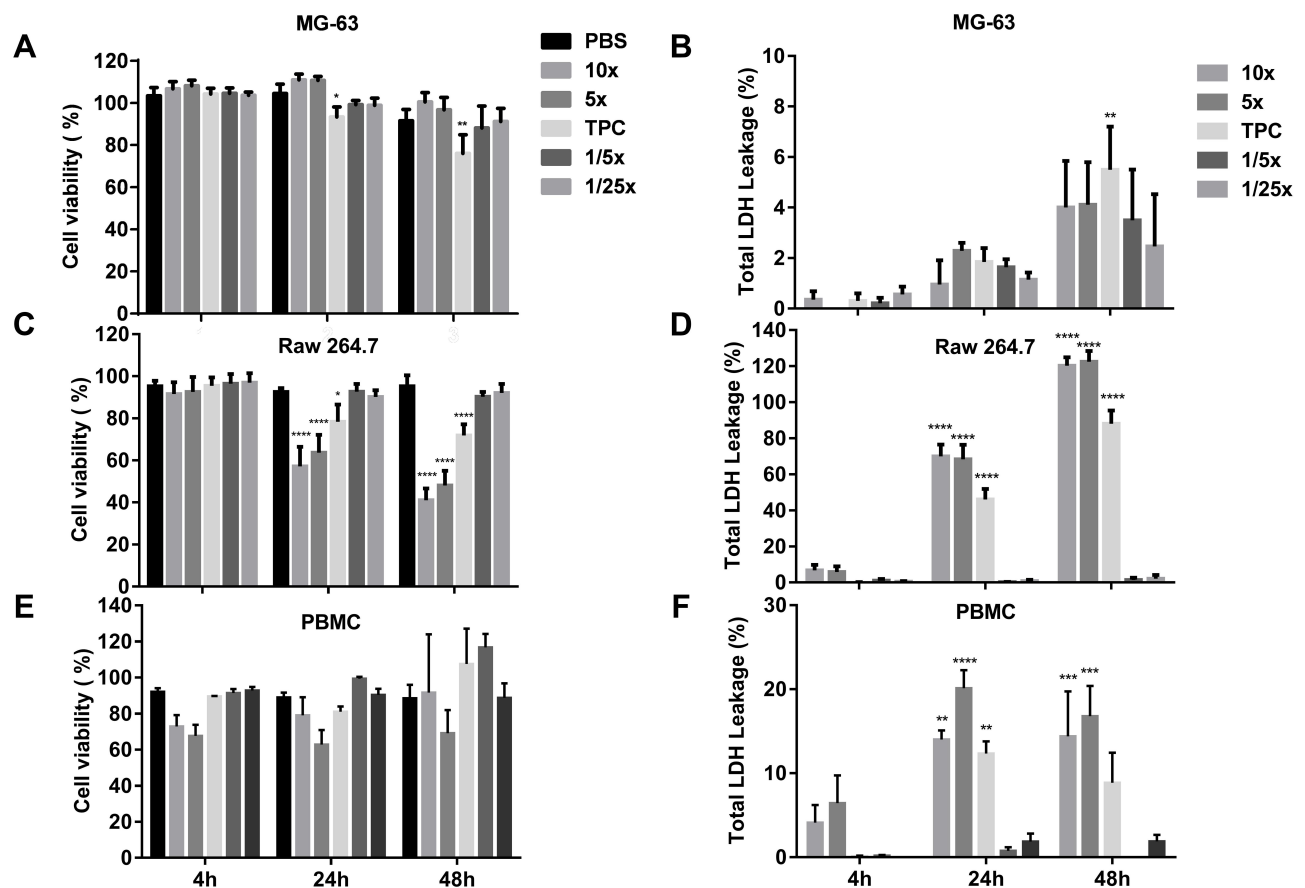 A
MG-63
Cell viability ( %)
120
100
80
60
40
20
0
*
**
PBS
10x
5x
TPC
1/5x
1/25x
B
MG-63
Total LDH Leakage (%)
10
8
6
4
2
0
**
10x
5x
TPC
1/5x
1/25x
C
Raw 264.7
Cell viability ( %)
120
100
80
60
40
20
0
3
**** **** *
**** **** ****
D
Raw 264.7
Total LDH Leakage (%)
140
120
100
80
60
40
20
0
**** **** ****
**** **** ****
E
PBMC
Cell viability ( %)
140
120
100
80
60
40
20
0
4h 24h 48h
F
PBMC
Total LDH Leakage (%)
30
20
10
0
** **** **
*** ***
4h 24h 48h